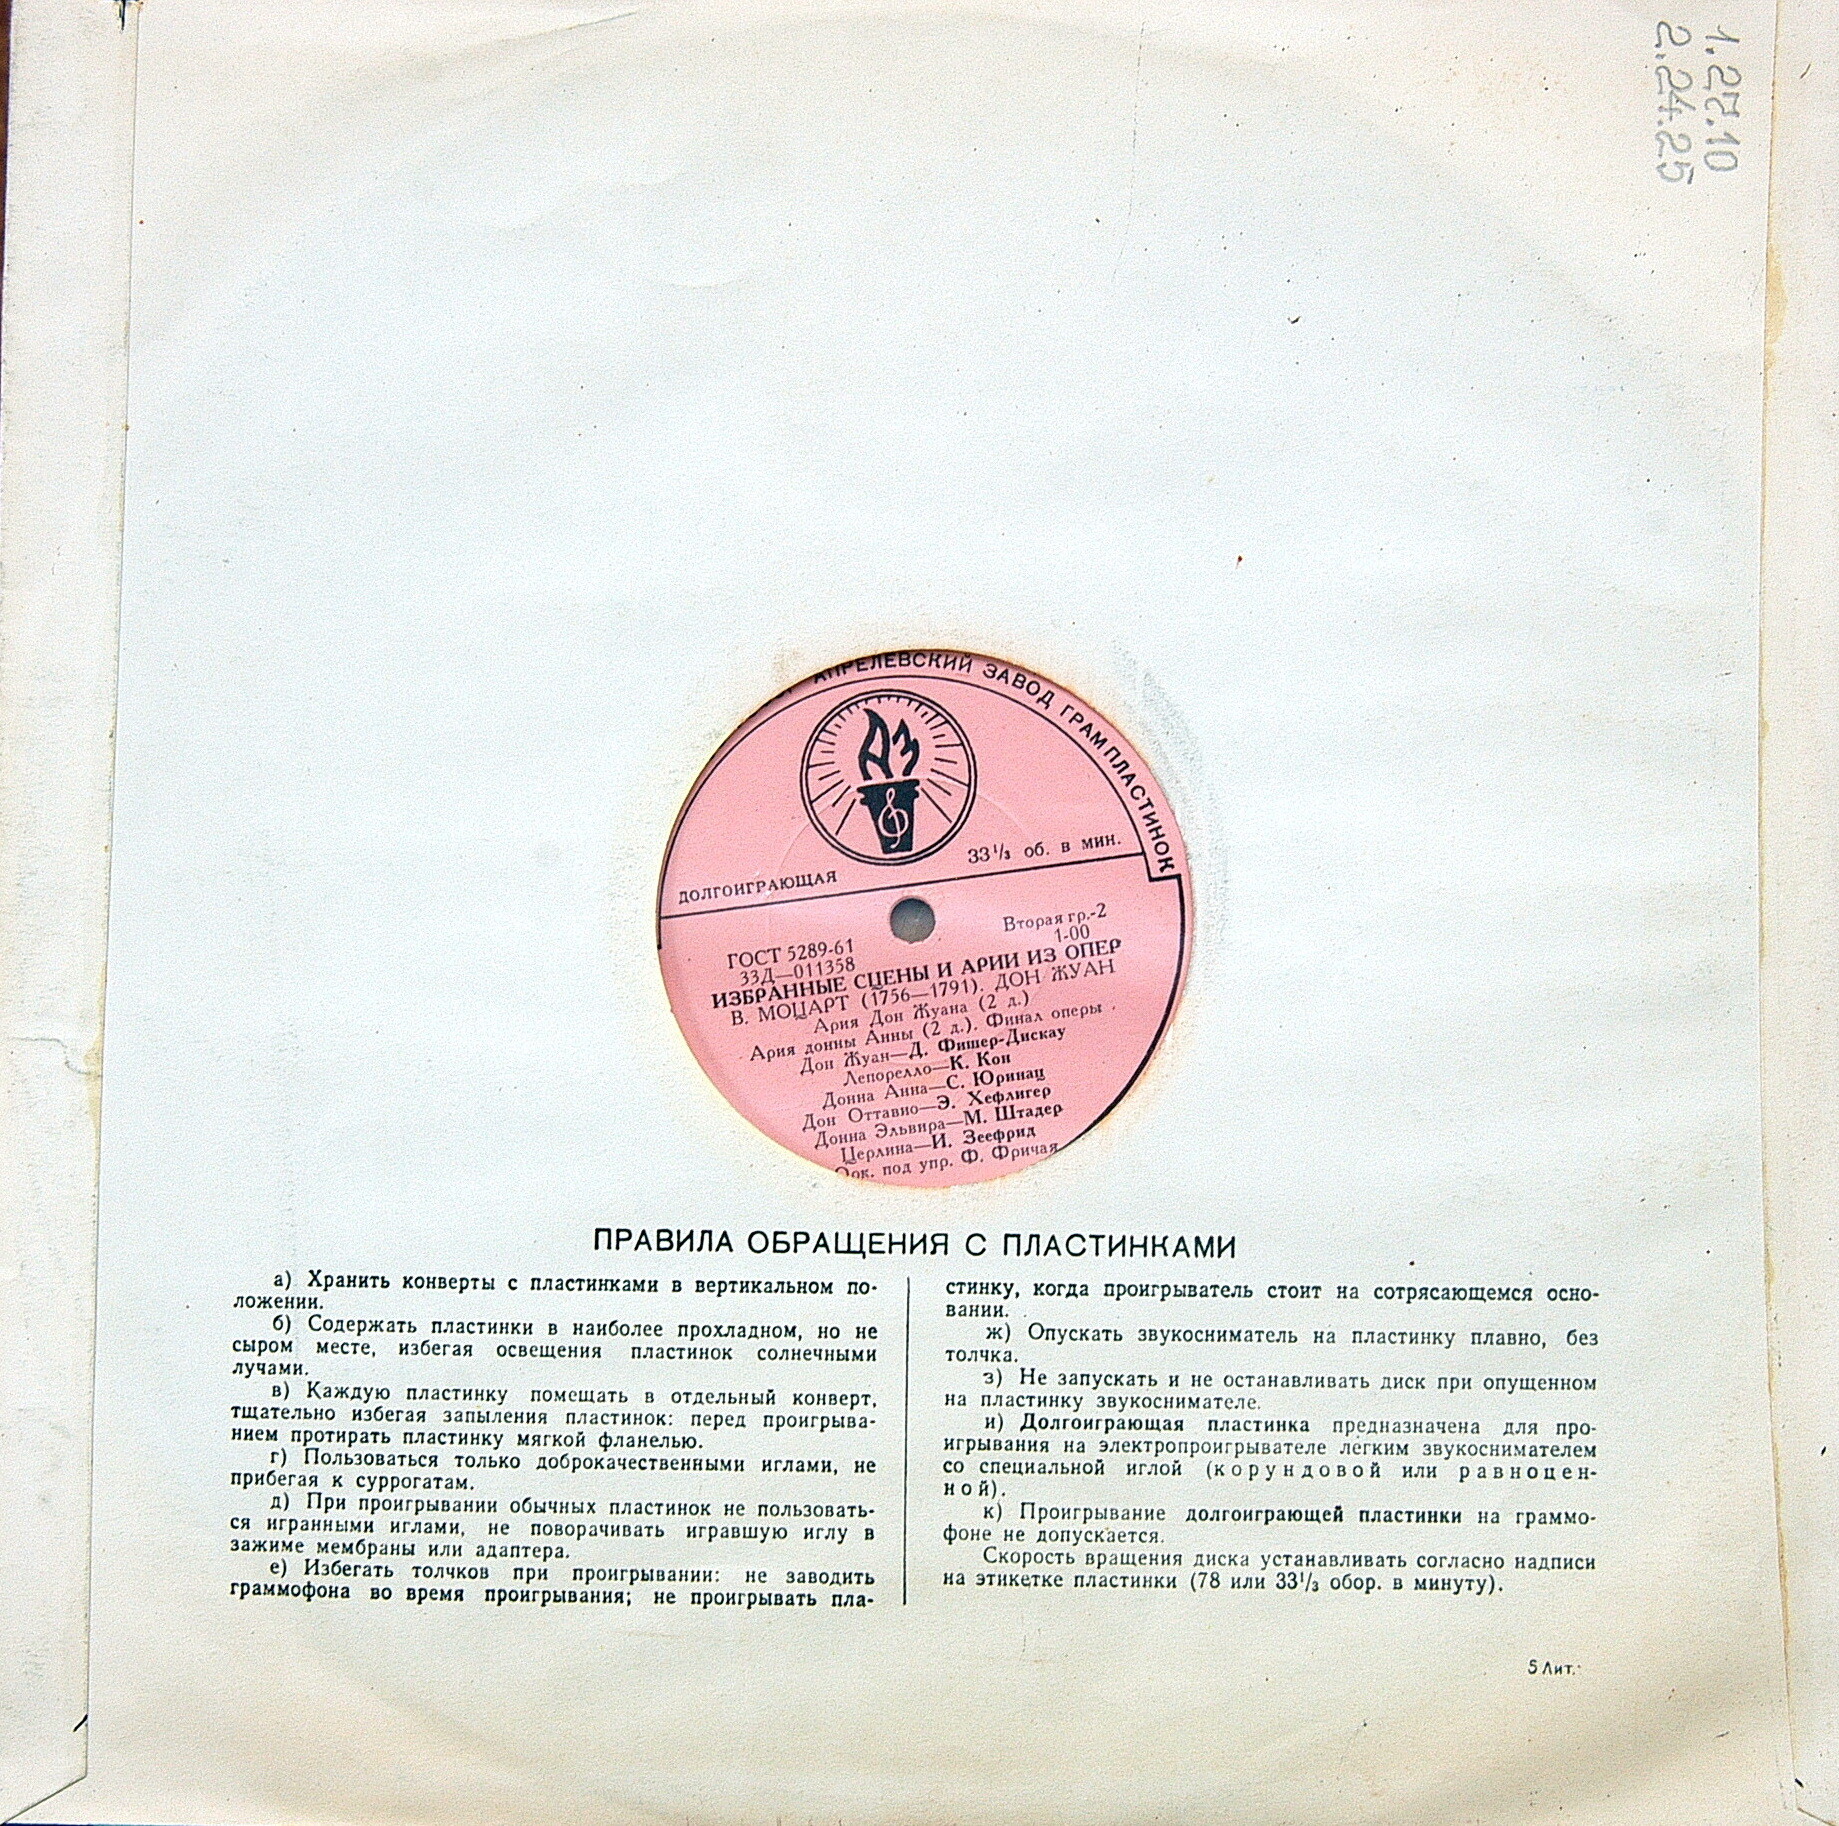 1.25.10
2.24.25
АПРЕЛЕВСКИЙ ЗАВОД ГРАМПЛАСТИНОК
АЗ
ДОЛГОИГРАЮЩАЯ
33⅓ об. в мин.
ГОСТ 5289-61
Вторая гр.-2
33Д—011358
1-00
ИЗБРАННЫЕ СЦЕНЫ И АРИИ ИЗ ОПЕР
В. МОЦАРТ (1756—1791). ДОН ЖУАН
Ария Дон Жуана (2 д.)
Ария донны Анны (2 д.). Финал оперы
Дон Жуан—Д. Фишер-Дискау
Лепорелло—К. Кон
Донна Анна—С. Юринац
Дон Оттавио—Э. Хефлигер
Донна Эльвира—М. Штадер
Церлина—И. Зеефрид
Орк. под упр. Ф. Фричая
ПРАВИЛА ОБРАЩЕНИЯ С ПЛАСТИНКАМИ
а) Хранить конверты с пластинками в вертикальном по-
ложении.
б) Содержать пластинки в наиболее прохладном, но не
сыром месте, избегая освещения пластинок солнечными
лучами.
в) Каждую пластинку помещать в отдельный конверт,
тщательно избегая запыления пластинок: перед проигрыва-
нием протирать пластинку мягкой фланелью.
г) Пользоваться только доброкачественными иглами, не
прибегая к суррогатам.
д) При проигрывании обычных пластинок не пользовать-
ся игранными иглами, не поворачивать игравшую иглу в
зажиме мембраны или адаптера.
е) Избегать толчков при проигрывании: не заводить
граммофона во время проигрывания; не проигрывать пла-
стинку, когда проигрыватель стоит на сотрясающемся осно-
вании.
ж) Опускать звукосниматель на пластинку плавно, без
толчка.
з) Не запускать и не останавливать диск при опущенном
на пластинку звукоснимателе.
и) Долгоиграющая пластинка предназначена для про-
игрывания на электропроигрывателе легким звукоснимателем
со специальной иглой (корундовой или равноцен-
ной).
к) Проигрывание долгоиграющей пластинки на граммо-
фоне не допускается.
Скорость вращения диска устанавливать согласно надписи
на этикетке пластинки (78 или 33⅓ обор. в минуту).
5 Лит.